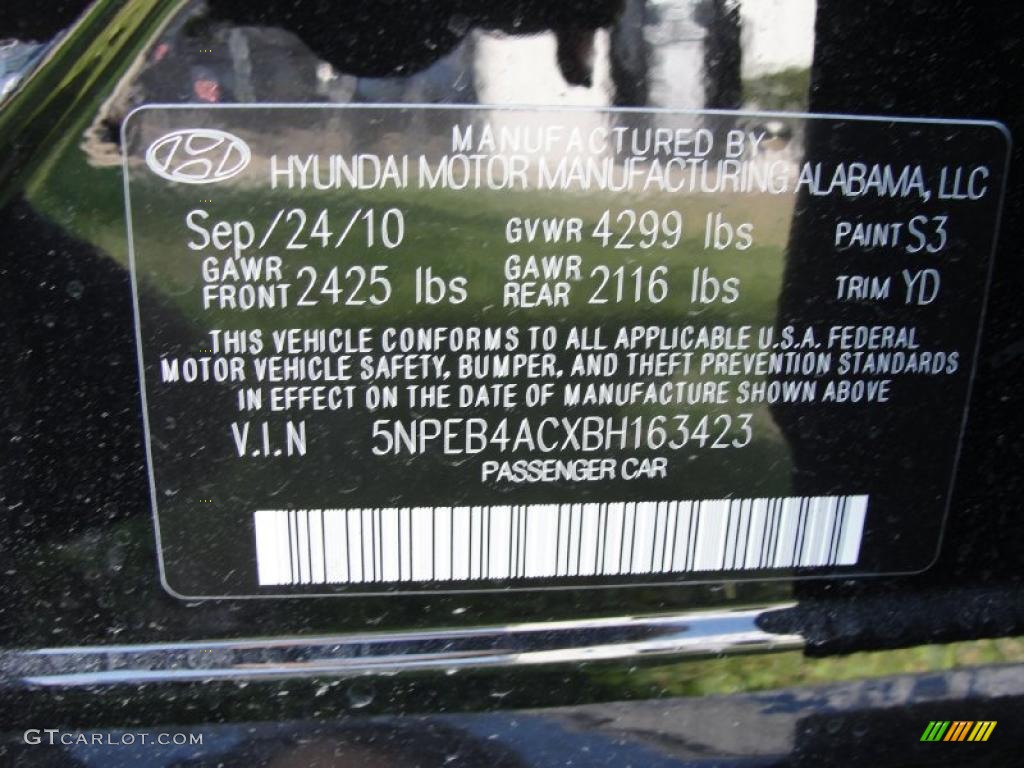 MANUFACTURED BY
HYUNDAI MOTOR MANUFACTURING ALABAMA, LLC
Sep/24/10 GVWR 4299 lbs PAINT S3
GAWR FRONT 2425 lbs GAWR REAR 2116 lbs TRIM YD
THIS VEHICLE CONFORMS TO ALL APPLICABLE U.S.A. FEDERAL
MOTOR VEHICLE SAFETY, BUMPER, AND THEFT PREVENTION STANDARDS
IN EFFECT ON THE DATE OF MANUFACTURE SHOWN ABOVE
V.I.N 5NPEB4ACXBH163423
PASSENGER CAR
GTCARLOT.COM